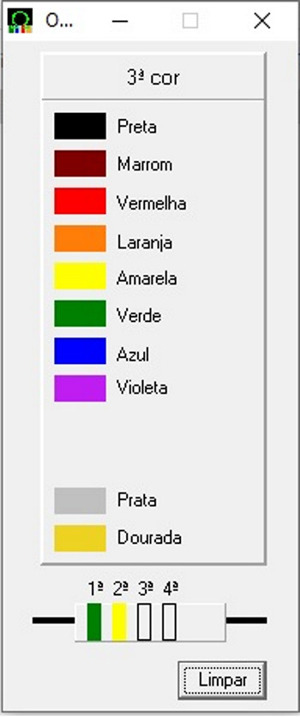 O...
3ª cor
Preta
Marrom
Vermelha
Laranja
Amarela
Verde
Azul
Violeta
Prata
Dourada
1ª 2ª 3ª 4ª
Limpar